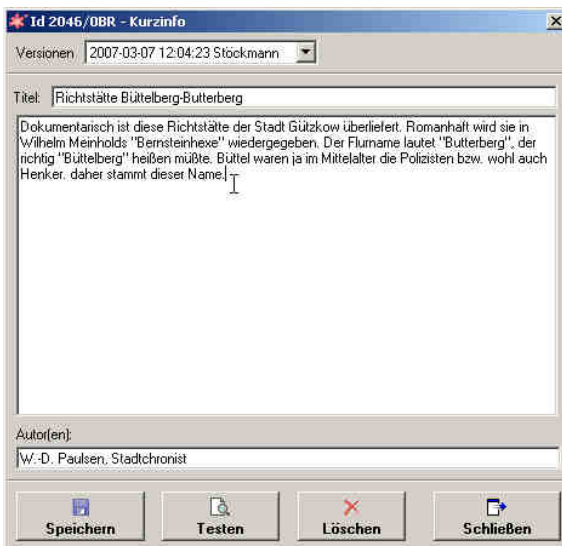 Id 2046/0BR - Kurzinfo
Versionen 2007-03-07 12:04:23 Stöckmann
Titel: Richtstätte Büttelberg-Butterberg
Dokumentarisch ist diese Richtstätte der Stadt Gützkow überliefert. Romanhaft wird sie in
Wilhelm Meinholds "Bernsteinhexe" wiedergegeben. Der Flurname lautet "Butterberg", der
richtig "Büttelberg" heißen müßte. Büttel waren ja im Mittelalter die Polizisten bzw. wohl auch
Henker. daher stammt dieser Name.
Autor(en):
W.-D. Paulsen, Stadtchronist
Speichern Testen Löschen Schließen